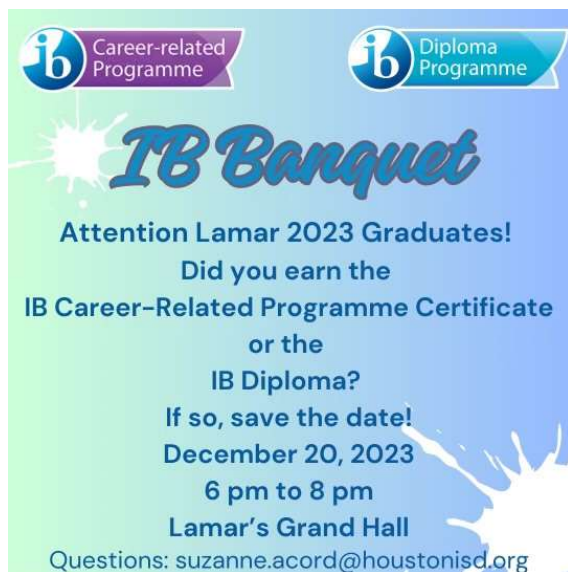 ib Career-related Programme
ib Diploma Programme
IB Banquet
Attention Lamar 2023 Graduates!
Did you earn the
IB Career-Related Programme Certificate
or the
IB Diploma?
If so, save the date!
December 20, 2023
6 pm to 8 pm
Lamar's Grand Hall
Questions: suzanne.acord@houstonisd.org